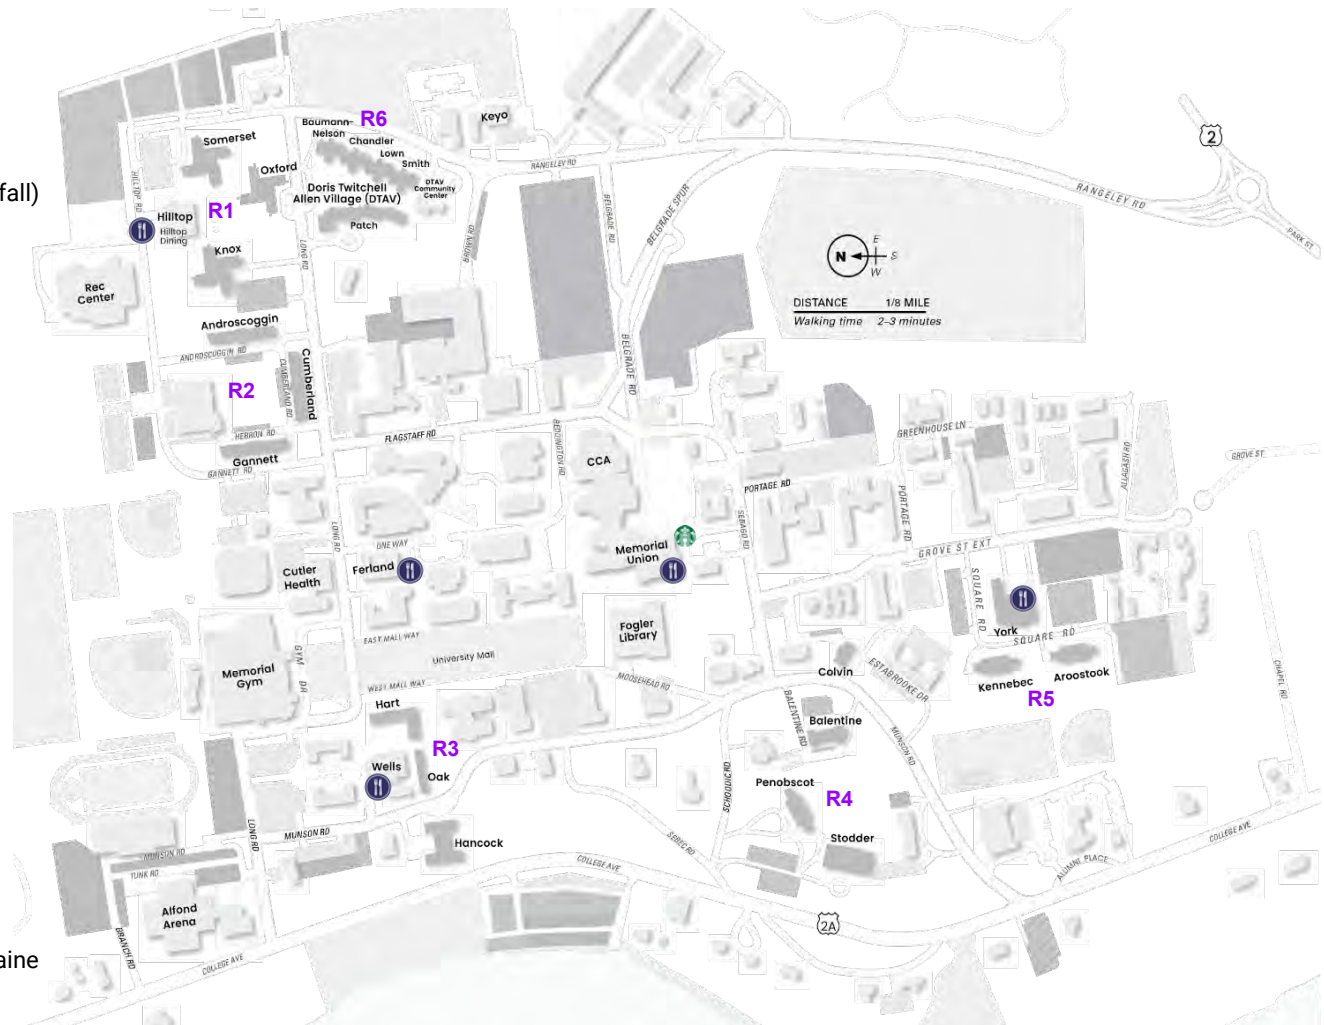 Keyo
Baumann-
Nelson
R6
Chandler
Lown
Smith
Somerset
Oxford
RANGELEY RD
2
fall)
Doris Twitchell
Allen Village (DTAV)
DTAV
Community
Center
RANGELEY RD
HILLTOP RD
R1
Hilltop
Hilltop
Dining
Patch
BELGRADE RD
BELGRADE SPUR
PARK ST
Knox
LONG RD
BROWN RD
N
E
S
W
Rec
Center
DISTANCE 1/8 MILE
Walking time 2-3 minutes
Androscoggin
ANDROSCOGGIN RD
Cumberland
CUMBERLAND RD
BELGRADE RD
R2
HEBRON RD
Gannett
GANNETT RD
FLAGSTAFF RD
BEDDINGTON RD
CCA
GREENHOUSE LN
ALLAGASH RD
GROVE ST
PORTAGE RD
PORTAGE RD
SEBAGO RD
LONG RD
ONE WAY
Ferland
Cutler
Health
Memorial
Union
GROVE ST EXT
SQUARE RD
York
SQUARE RD
EAST MALL WAY
University Mall
Fogler
Library
GYM DR
Memorial
Gym
WEST MALL WAY
MOOSEHEAD RD
Colvin
ESTABROOKE DR
Kennebec
Aroostook
R5
CHAPEL RD
Hart
R3
BALENTINE RD
Balentine
MUNSON RD
Wells
Oak
SCHOODIC RD
Penobscot
R4
Stodder
LONG RD
MUNSON RD
Hancock
SEBEC RD
COLLEGE AVE
COLLEGE AVE
ALUMNI PLACE
MUNSON RD
TUNK RD
Alfond
Arena
2A
BRANCH RD
COLLEGE AVE
aine